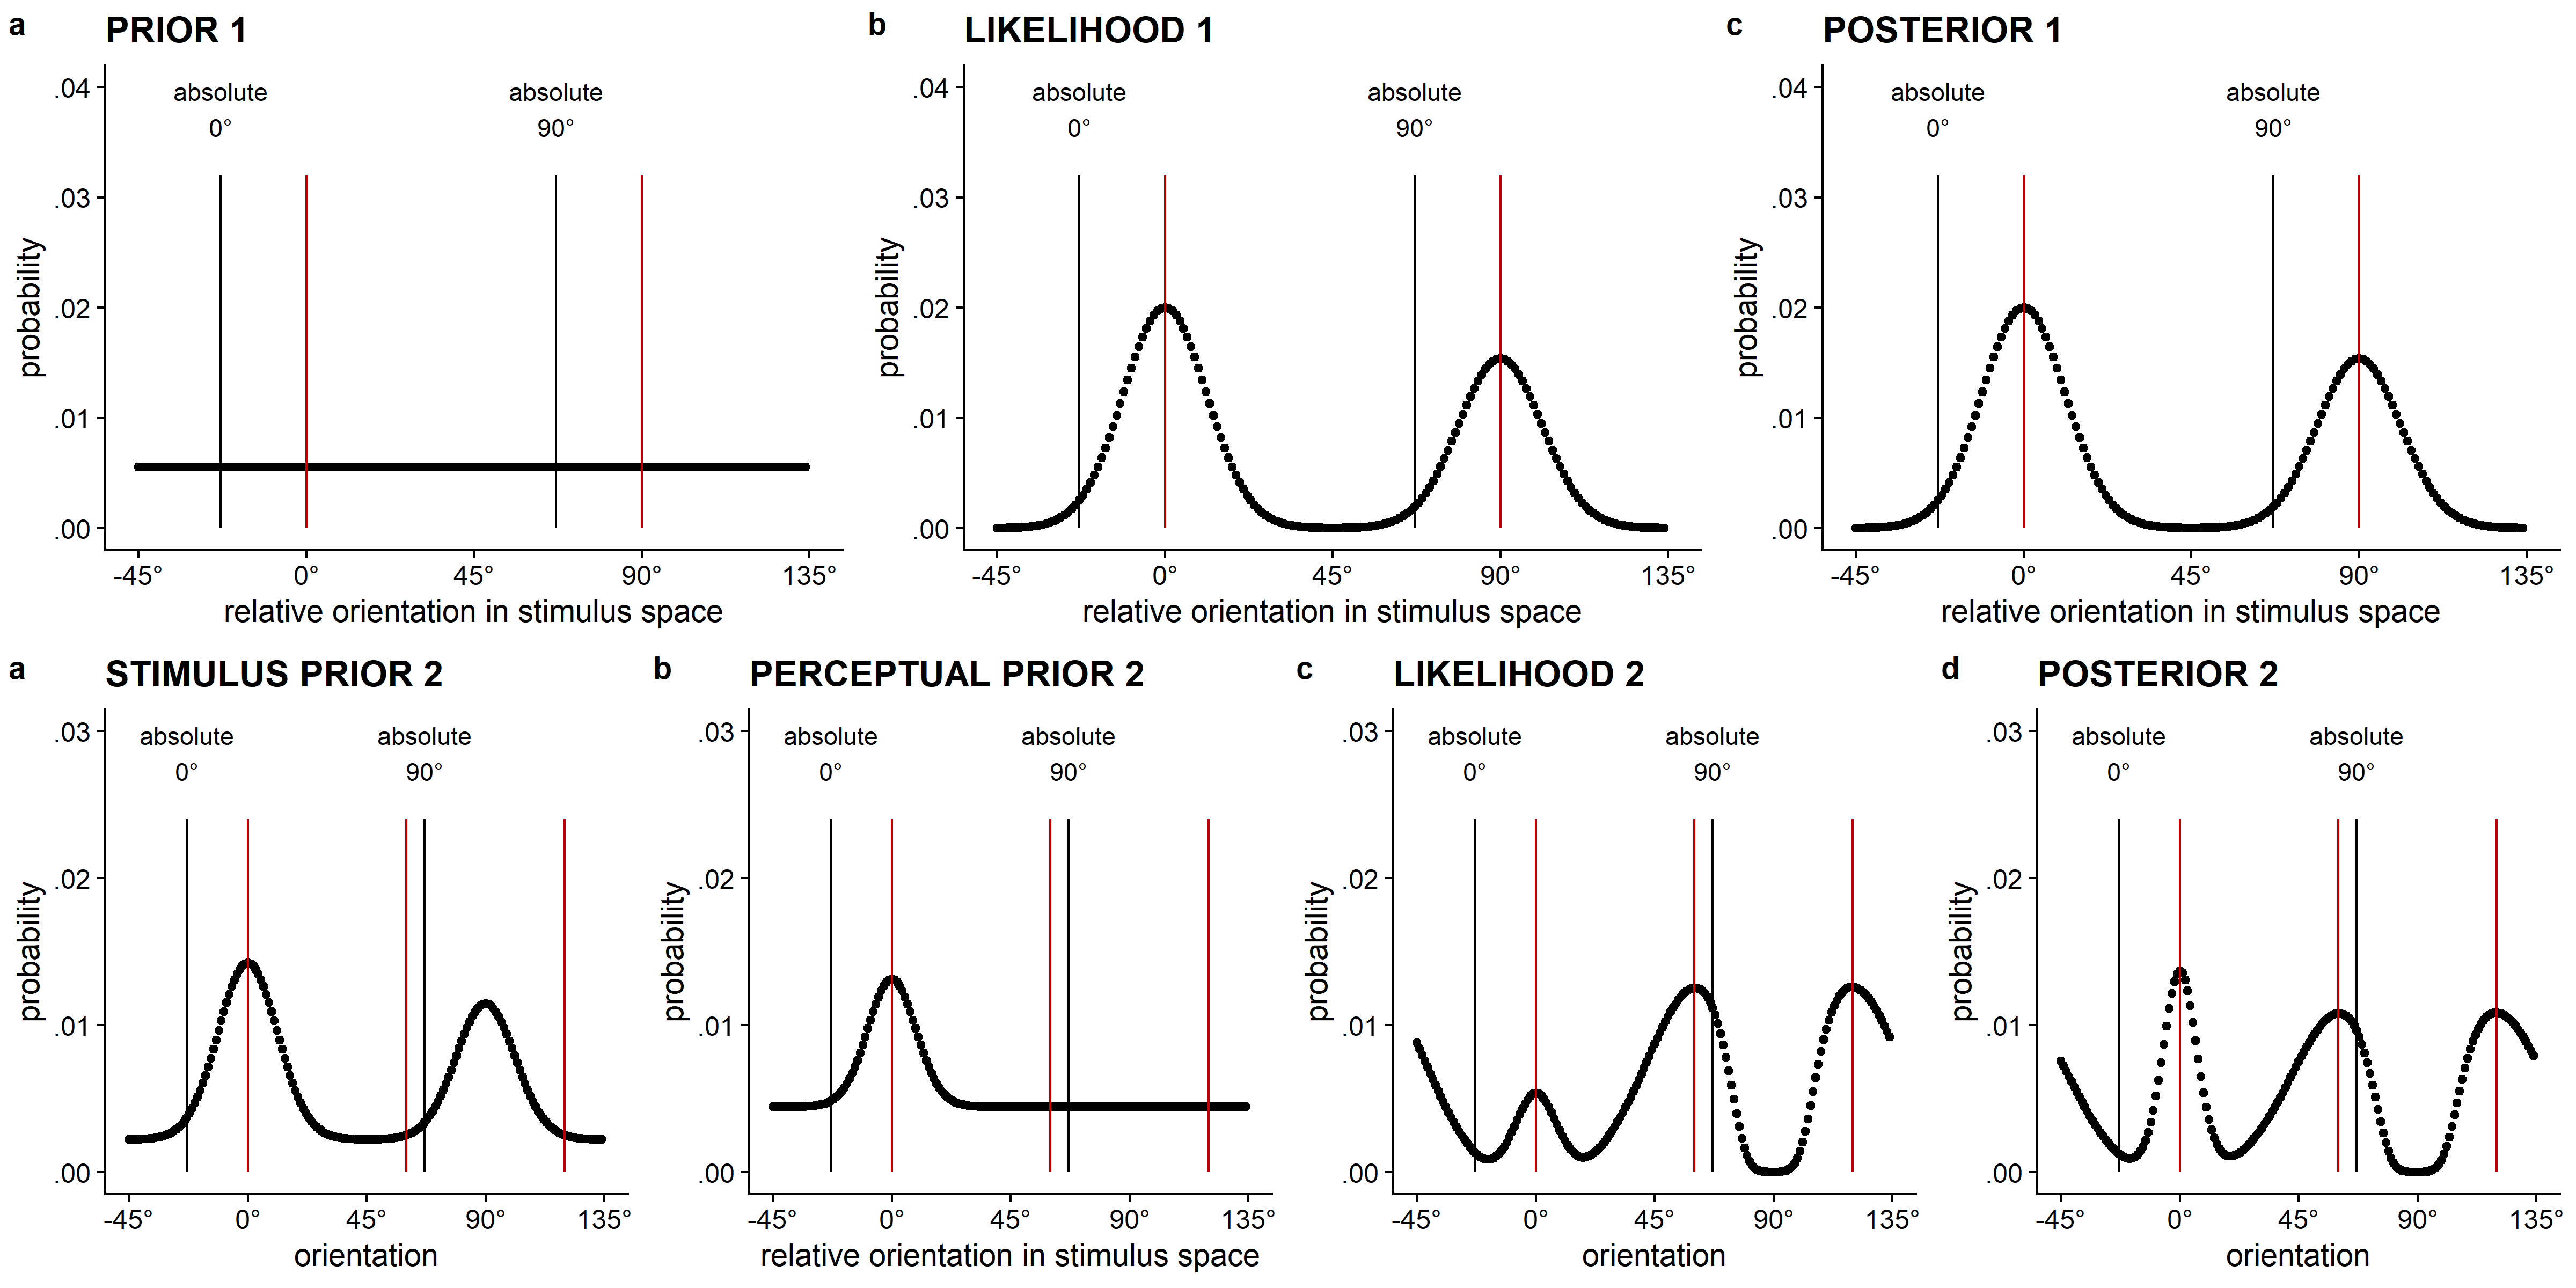 a PRIOR 1
absolute 0°
absolute 90°
.04
.03
.02
.01
.00
probability
-45° 0° 45° 90° 135°
relative orientation in stimulus space
b LIKELIHOOD 1
absolute 0°
absolute 90°
.04
.03
.02
.01
.00
probability
-45° 0° 45° 90° 135°
relative orientation in stimulus space
c POSTERIOR 1
absolute 0°
absolute 90°
.04
.03
.02
.01
.00
probability
-45° 0° 45° 90° 135°
relative orientation in stimulus space
a STIMULUS PRIOR 2
absolute 0°
absolute 90°
.03
.02
.01
.00
probability
-45° 0° 45° 90° 135°
orientation
b PERCEPTUAL PRIOR 2
absolute 0°
absolute 90°
.03
.02
.01
.00
probability
-45° 0° 45° 90° 135°
relative orientation in stimulus space
c LIKELIHOOD 2
absolute 0°
absolute 90°
.03
.02
.01
.00
probability
-45° 0° 45° 90° 135°
orientation
d POSTERIOR 2
absolute 0°
absolute 90°
.03
.02
.01
.00
probability
-45° 0° 45° 90° 135°
orientation